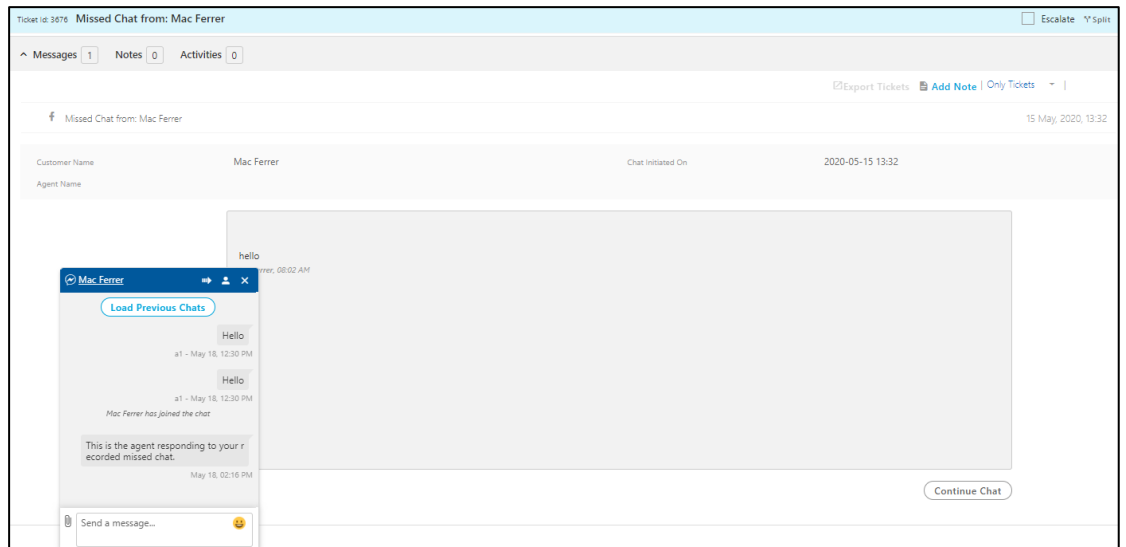 Ticket Id: 3676 Missed Chat from: Mac Ferrer
Escalate Split
Messages 1 Notes 0 Activities 0
Export Tickets Add Note | Only Tickets |
Missed Chat from: Mac Ferrer 15 May, 2020, 13:32
Customer Name Mac Ferrer Chat Initiated On 2020-05-15 13:32
Agent Name
hello
rrer, 08:02 AM
Mac Ferrer
Load Previous Chats
Hello
a1 - May 18, 12:30 PM
Hello
a1 - May 18, 12:30 PM
Mac Ferrer has joined the chat
This is the agent responding to your r
ecorded missed chat.
May 18, 02:16 PM
Continue Chat
Send a message...